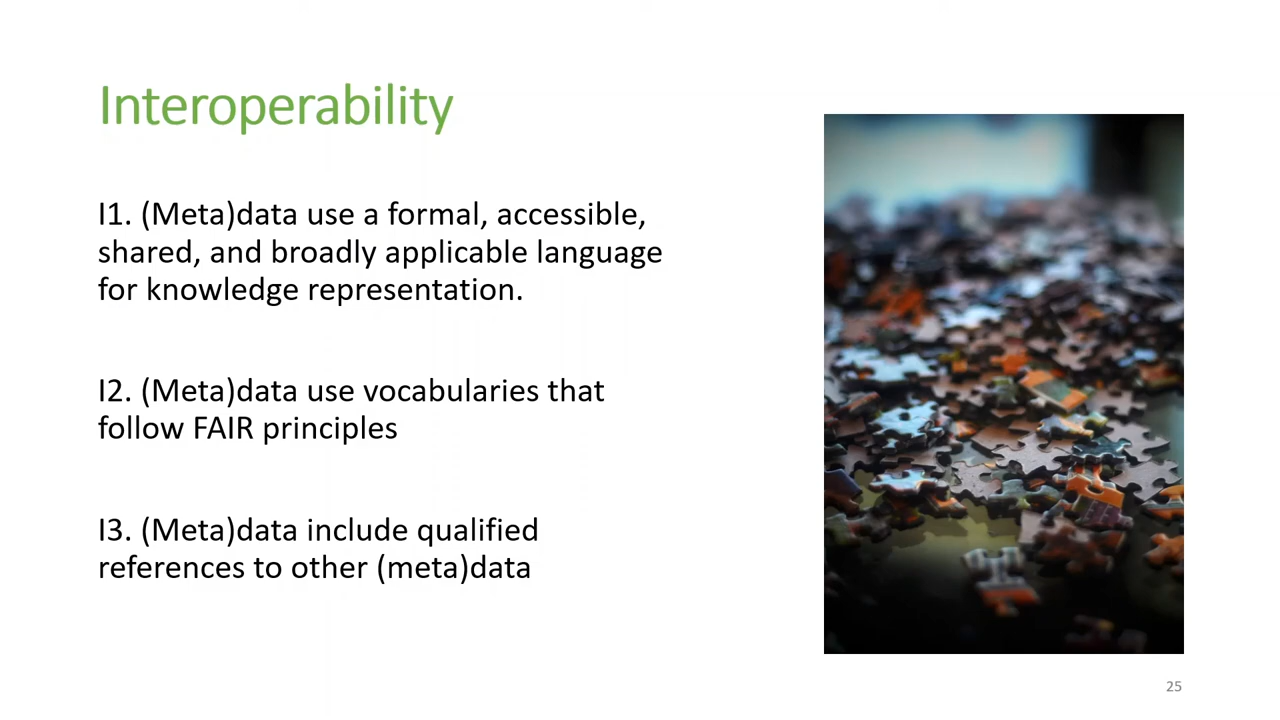 Interoperability
I1. (Meta)data use a formal, accessible,
shared, and broadly applicable language
for knowledge representation.
I2. (Meta)data use vocabularies that
follow FAIR principles
I3. (Meta)data include qualified
references to other (meta)data
25